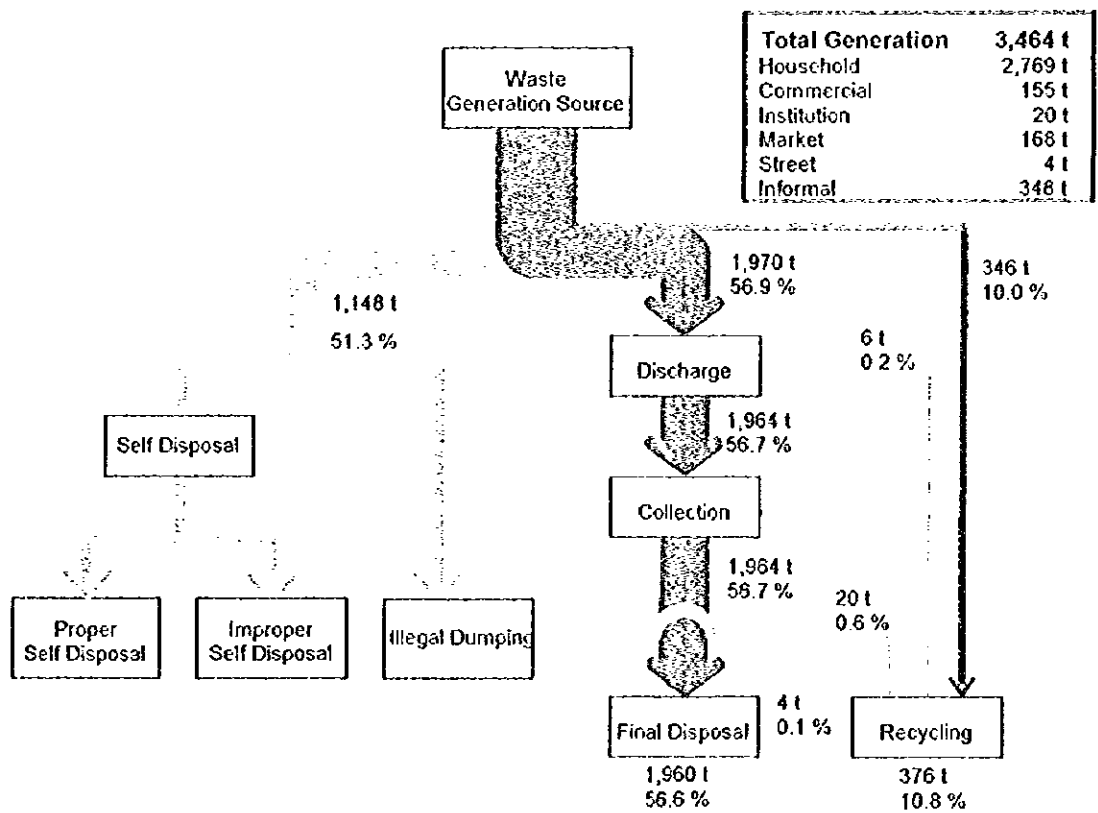 Total Generation 3,464 t
Household 2,769 t
Commercial 155 t
Institution 20 t
Market 168 t
Street 4 t
Informal 348 t
Waste
Generation Source
1,970 t
56.9 %
346 t
10.0 %
1,148 t
51.3 %
6 t
0.2 %
Discharge
1,964 t
56.7 %
Self Disposal
Collection
1,964 t
56.7 %
20 t
0.6 %
Proper
Self Disposal
Improper
Self Disposal
Illegal Dumping
Final Disposal
4 t
0.1 %
Recycling
1,960 t
56.6 %
376 t
10.8 %